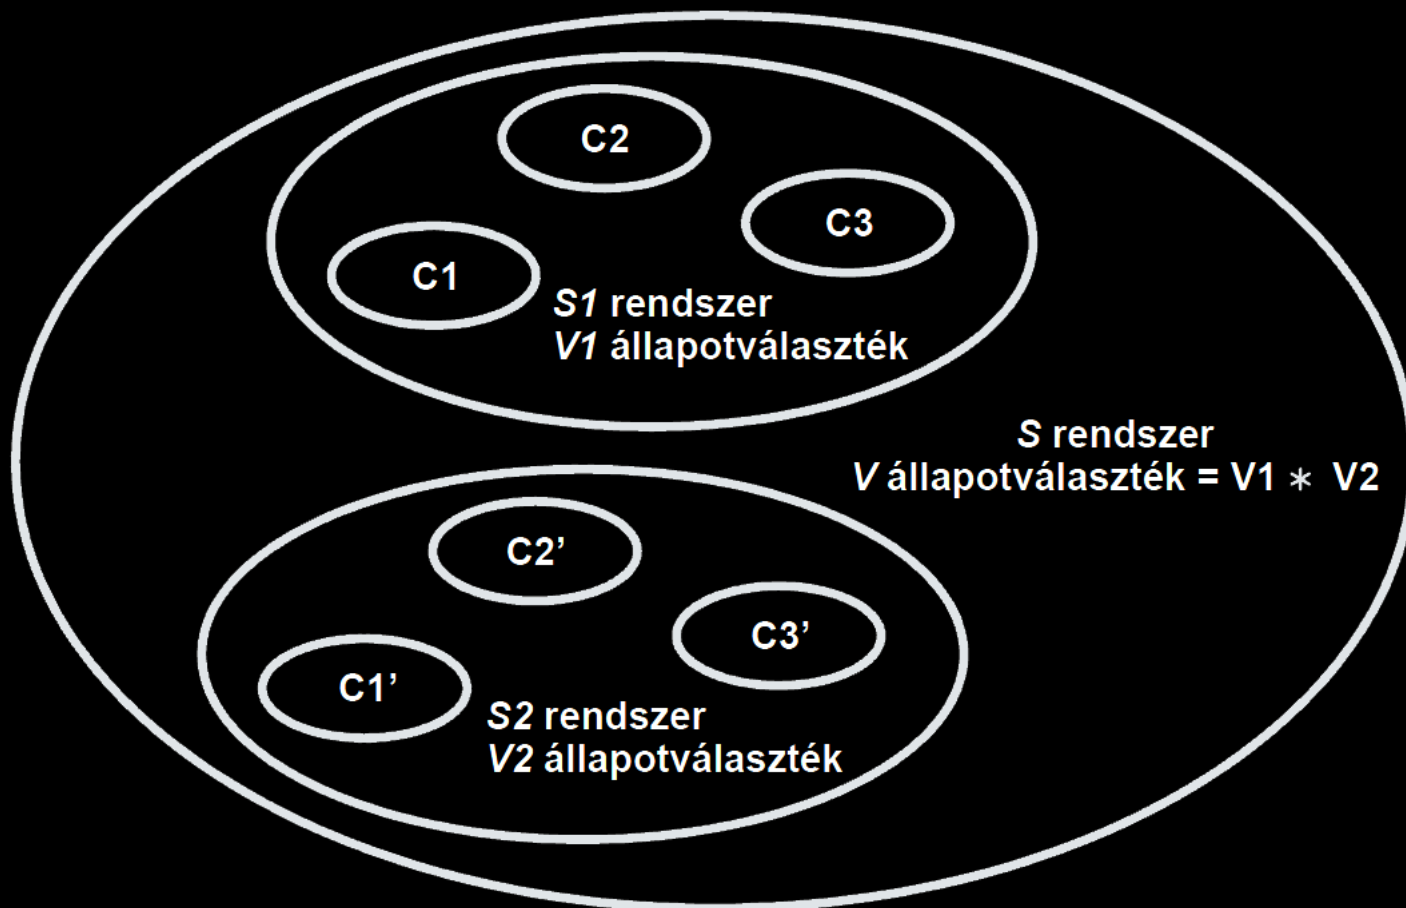 C2
C3
C1
S1 rendszer
V1 állapotválaszték
S rendszer
V állapotválaszték = V1 * V2
C2’
C3’
C1’
S2 rendszer
V2 állapotválaszték